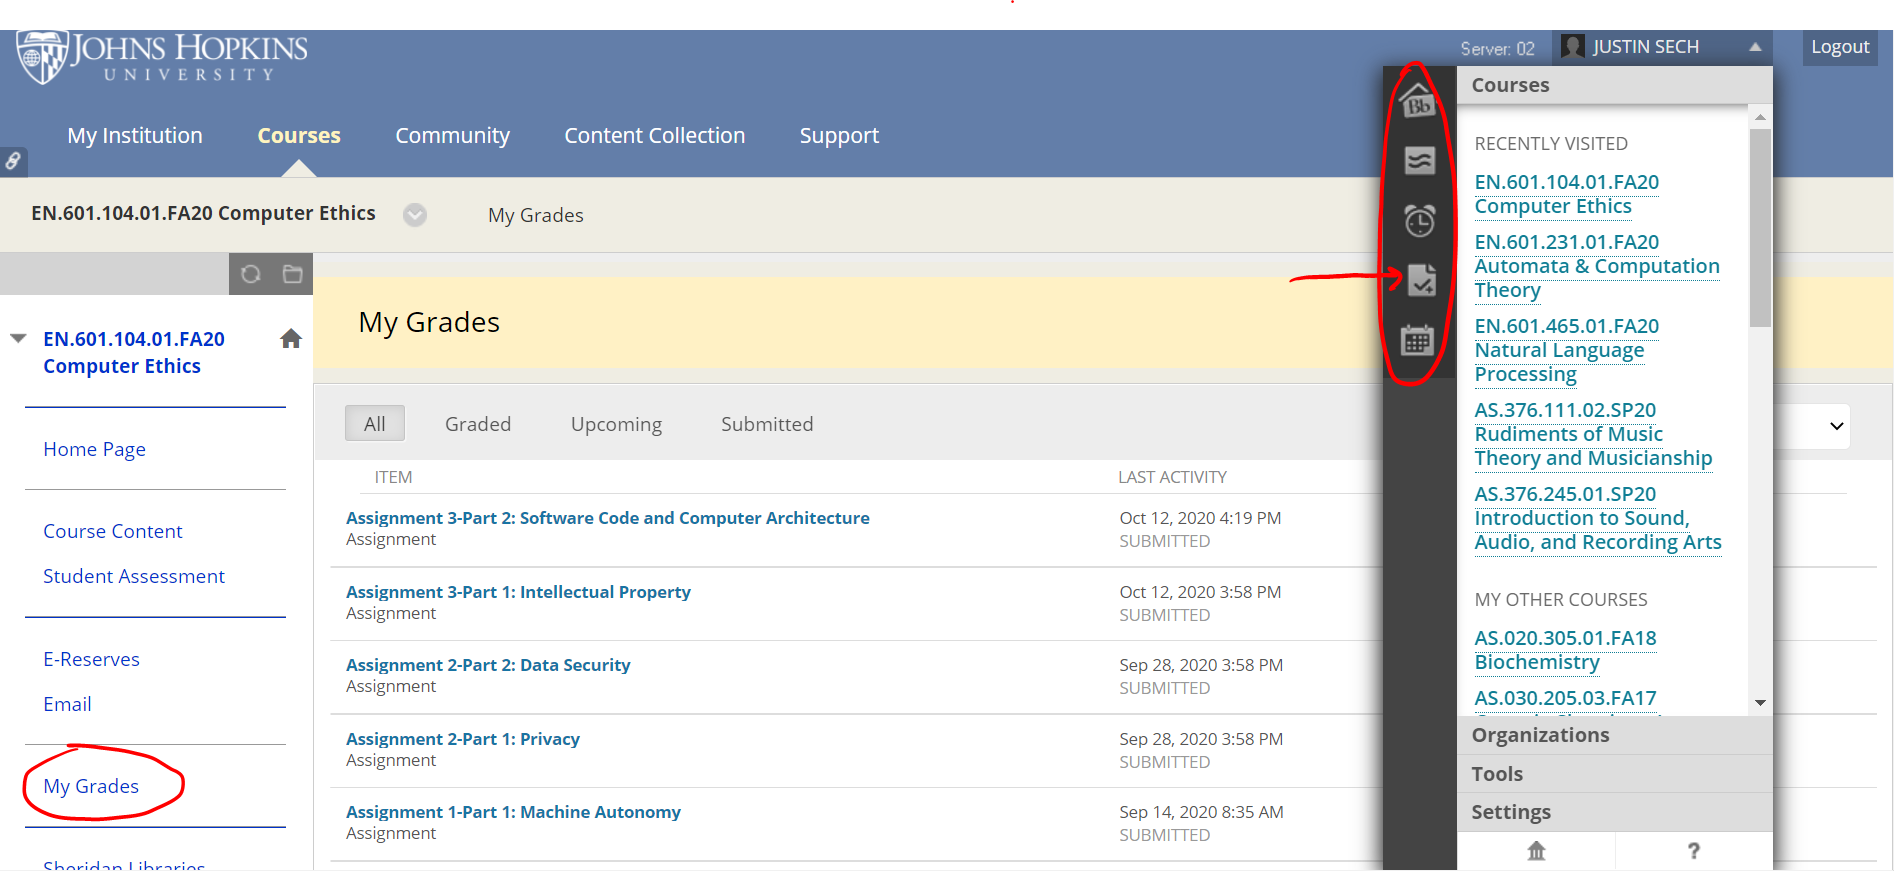 JOHNS HOPKINS
UNIVERSITY
Server: 02
JUSTIN SECH
Logout
My Institution
Courses
Community
Content Collection
Support
EN.601.104.01.FA20 Computer Ethics
My Grades
EN.601.104.01.FA20
Computer Ethics
Home Page
Course Content
Student Assessment
E-Reserves
Email
My Grades
Sheridan Libraries
My Grades
All
Graded
Upcoming
Submitted
ITEM
LAST ACTIVITY
Assignment 3-Part 2: Software Code and Computer Architecture
Oct 12, 2020 4:19 PM
Assignment
SUBMITTED
Assignment 3-Part 1: Intellectual Property
Oct 12, 2020 3:58 PM
Assignment
SUBMITTED
Assignment 2-Part 2: Data Security
Sep 28, 2020 3:58 PM
Assignment
SUBMITTED
Assignment 2-Part 1: Privacy
Sep 28, 2020 3:58 PM
Assignment
SUBMITTED
Assignment 1-Part 1: Machine Autonomy
Sep 14, 2020 8:35 AM
Assignment
SUBMITTED
Bb
Courses
RECENTLY VISITED
EN.601.104.01.FA20
Computer Ethics
EN.601.231.01.FA20
Automata & Computation
Theory
EN.601.465.01.FA20
Natural Language
Processing
AS.376.111.02.SP20
Rudiments of Music
Theory and Musicianship
AS.376.245.01.SP20
Introduction to Sound,
Audio, and Recording Arts
MY OTHER COURSES
AS.020.305.01.FA18
Biochemistry
AS.030.205.03.FA17
Organizations
Tools
Settings
?